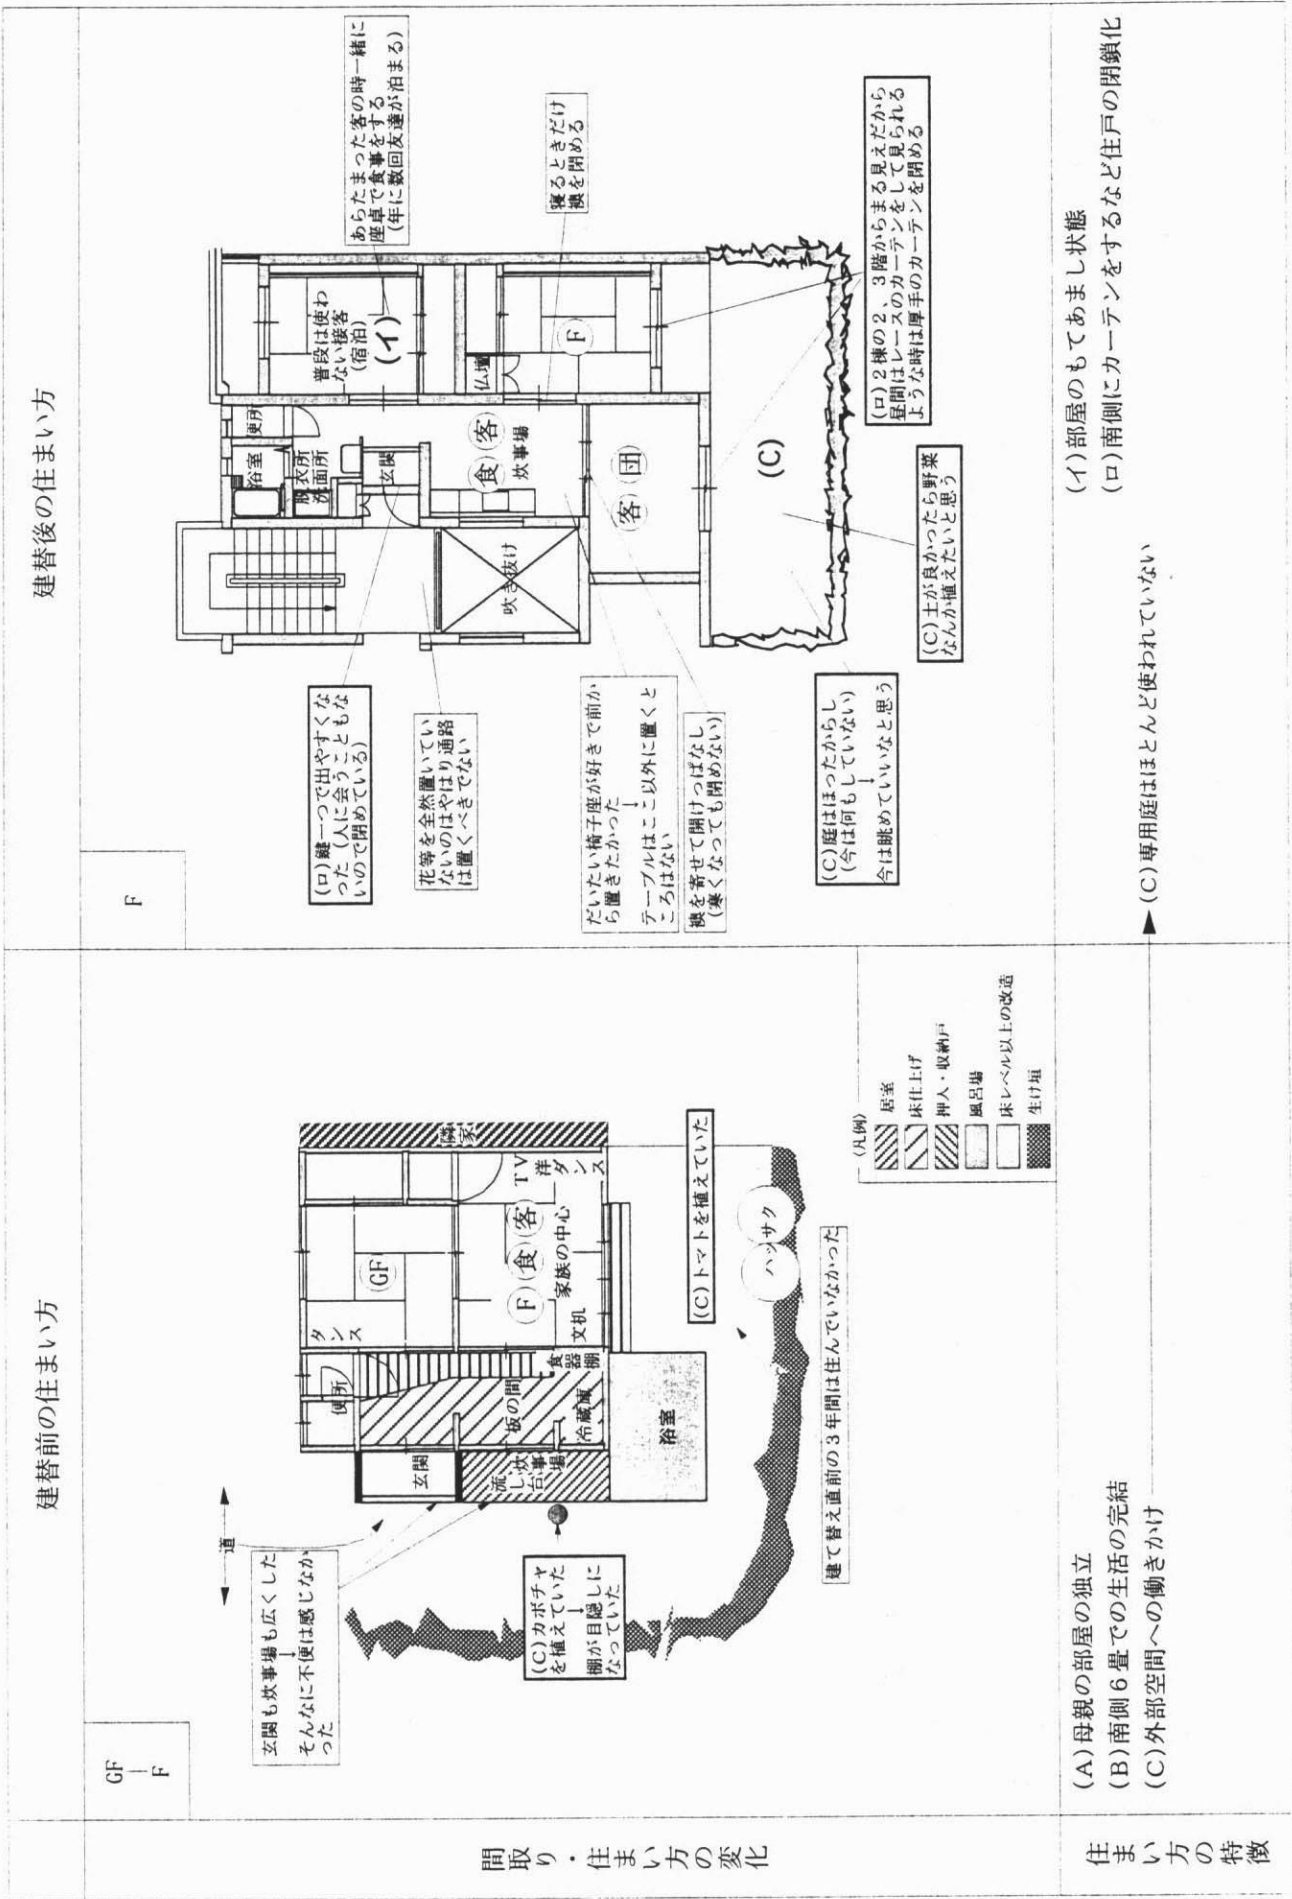 建替前の住まい方
建替後の住まい方
間取り・住まい方の変化
GF
F
道
玄関も炊事場も広くした
↓
そんなに不便は感じなか
った
便所
タンス
GF
隣家
玄関
板の間
流し台
炊事場
冷蔵庫
食器棚
文机
F
食
客
家族の中心
TV
洋ダンス
浴室
(C)カボチャ
を植えていた
↓
棚が目隠しに
なっていた
(C)トマトを植えていた
ハッサク
建て替え直前の3年間は住んでいなかった
〈凡例〉
居室
床仕上げ
押入・収納戸
風呂場
床レベル以上の改造
生け垣
F
(ロ)鍵一つで出やすくな
った(人に会うこともな
いので閉めている)
花等を全然置いてい
ないのはやはり通路
は置くべきでない
だいたい椅子座が好きで前か
ら置きたかった
↓
テーブルはここ以外に置くと
ころはない
襖を寄せて開けっぱなし
(寒くなっても閉めない)
浴室
便所
脱衣所
洗面所
玄関
吹き抜け
食
客
炊事場
客
団
普段は使わ
ない接客
(宿泊)
(イ)
仏壇
F
(C)
あらたまった客の時一緒に
座卓で食事をする
(年に数回友達が泊まる)
寝るときだけ
襖を閉める
(ロ)2棟の2、3階からまる見えだから
昼間はレースのカーテンをして見られる
ような時は厚手のカーテンを閉める
(C)土が良かったら野菜
なんか植えたいと思う
(C)庭はほったからし
(今は何もしていない)
↓
今は眺めていいなと思う
住まい方の特徴
(A)母親の部屋の独立
(B)南側6畳での生活の完結
(C)外部空間への働きかけ
(イ)部屋のもてあまし状態
(ロ)南側にカーテンをするなど住戸の閉鎖化
(C)専用庭はほとんど使われていない